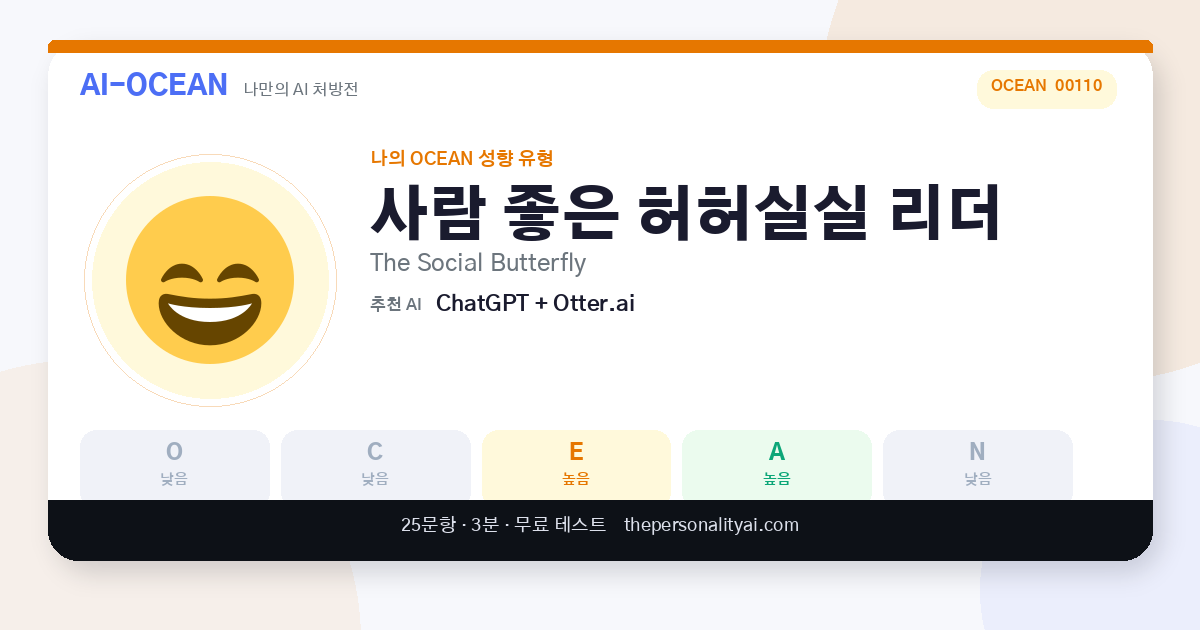 AI-OCEAN 나만의 AI 처방전
OCEAN 00110
나의 OCEAN 성향 유형
사람 좋은 허허실실 리더
The Social Butterfly
추천 AI ChatGPT + Otter.ai
O C E A N
낮음 낮음 높음 높음 낮음
25문항 · 3분 · 무료 테스트 thepersonalityai.com